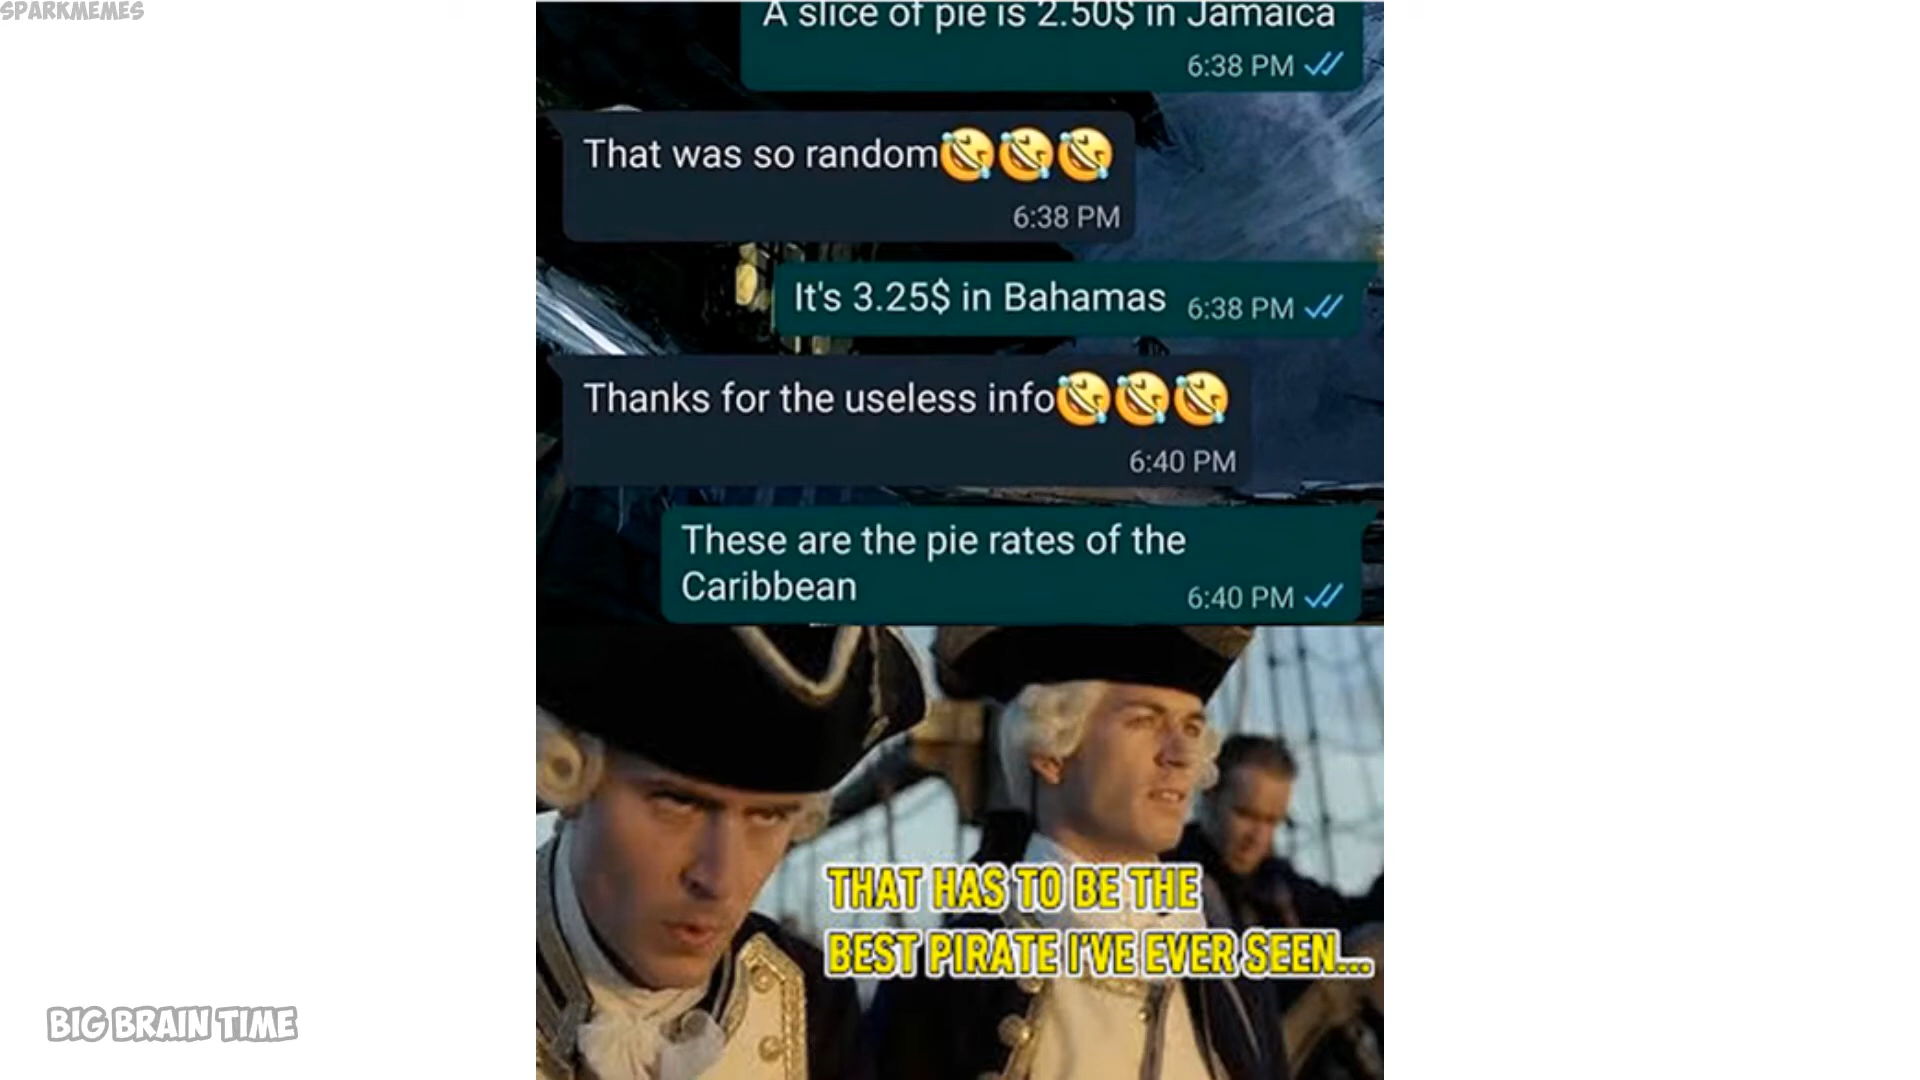 SPARKMEMES
A slice of pie is 2.50$ in Jamaica
6:38 PM
That was so random🤣🤣🤣
6:38 PM
It's 3.25$ in Bahamas 6:38 PM
Thanks for the useless info🤣🤣🤣
6:40 PM
These are the pie rates of the
Caribbean
6:40 PM
THAT HAS TO BE THE
BEST PIRATE I'VE EVER SEEN...
BIG BRAIN TIME